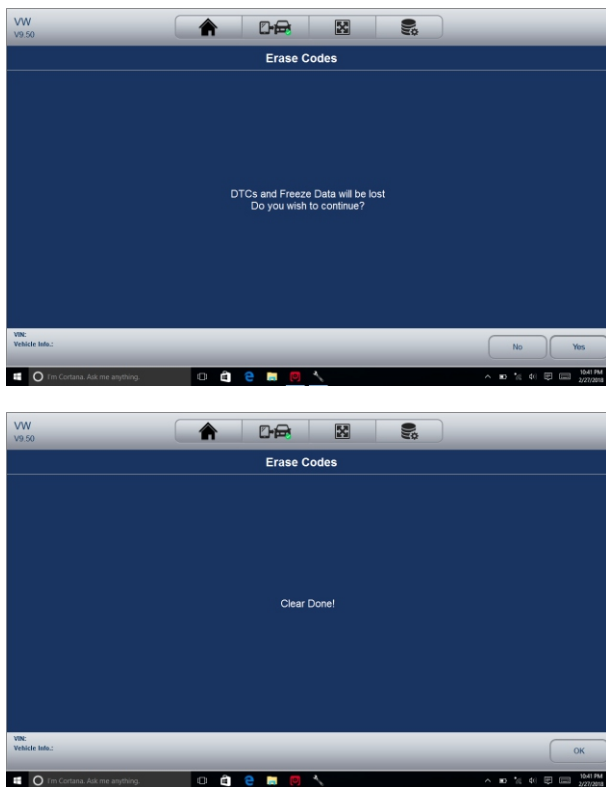 VW
V9.50
Erase Codes
DTCs and Freeze Data will be lost
Do you wish to continue?
VIN:
Vehicle Info.:
No
Yes
I'm Cortana. Ask me anything.
10:41 PM
2/27/2018
VW
V9.50
Erase Codes
Clear Done!
VIN:
Vehicle Info.:
OK
I'm Cortana. Ask me anything.
10:41 PM
2/27/2018